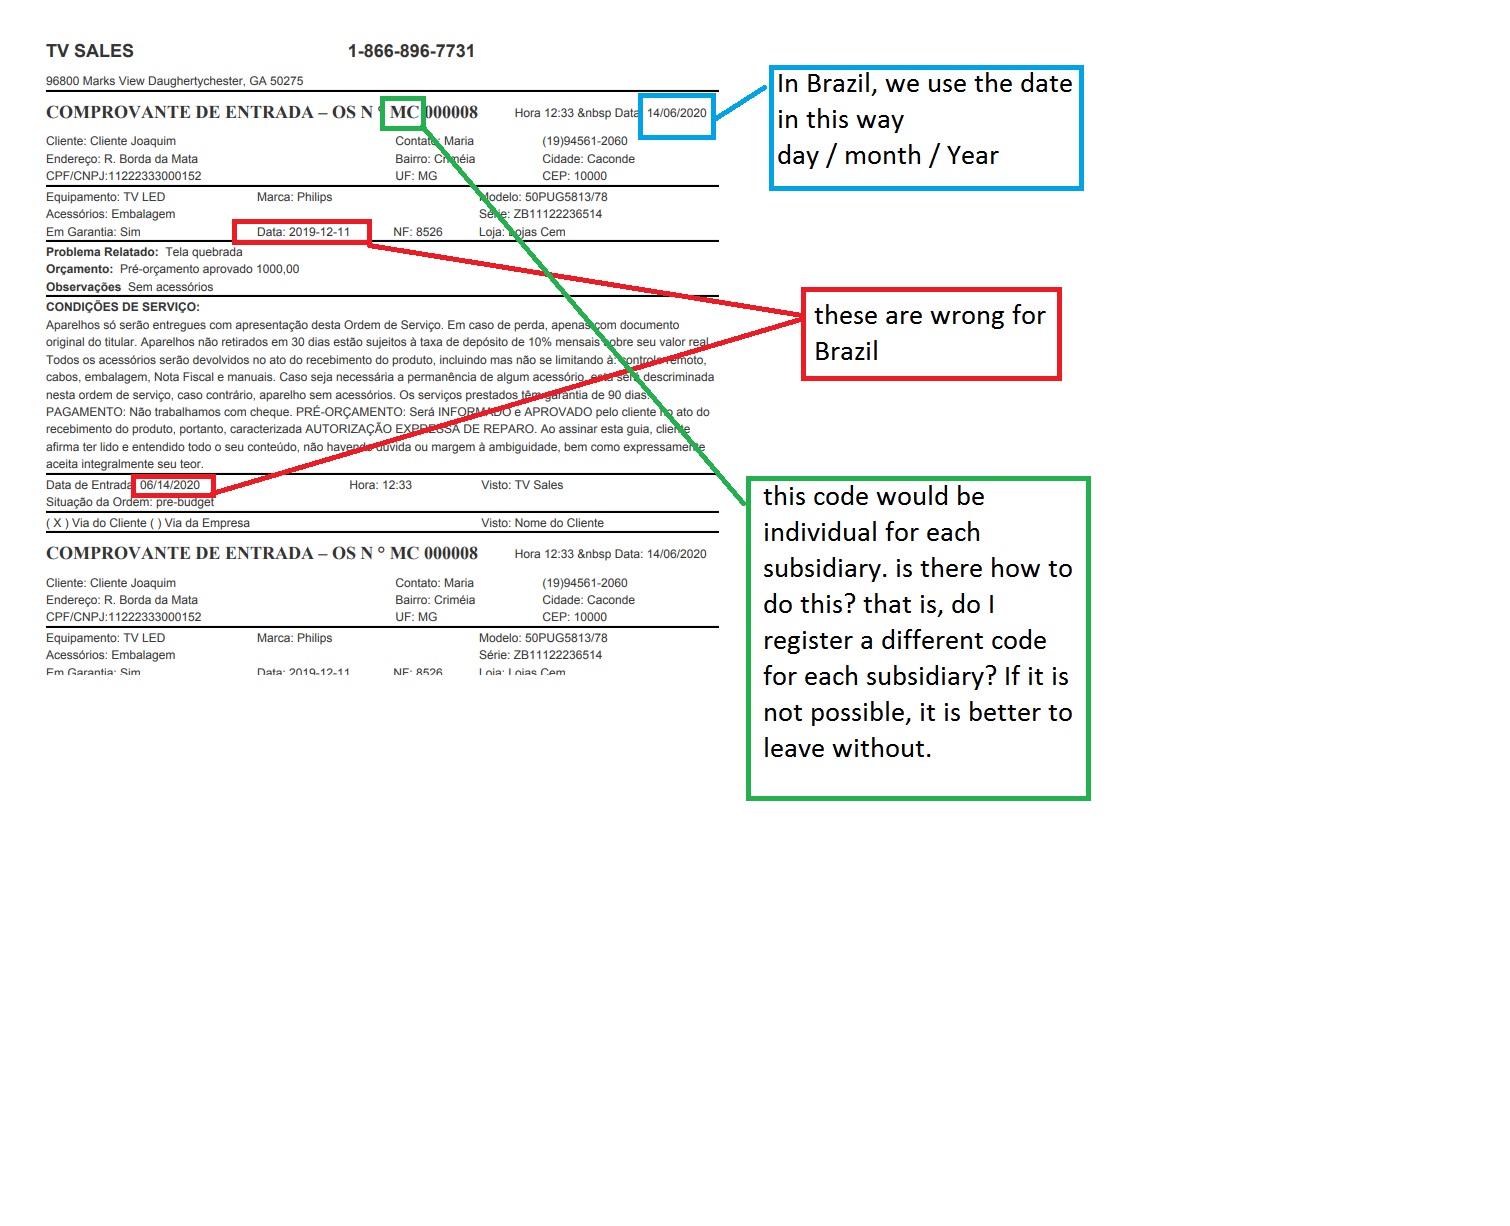 TV SALES 1-866-896-7731
96800 Marks View Daughertychester, GA 50275
COMPROVANTE DE ENTRADA – OS N ° MC 000008 Hora 12:33 &nbsp Data: 14/06/2020
Cliente: Cliente Joaquim Contato: Maria (19)94561-2060
Endereço: R. Borda da Mata Bairro: Criméia Cidade: Caconde
CPF/CNPJ:11222333000152 UF: MG CEP: 10000
Equipamento: TV LED Marca: Philips Modelo: 50PUG5813/78
Acessórios: Embalagem Série: ZB11122236514
Em Garantia: Sim Data: 2019-12-11 NF: 8526 Loja: Lojas Cem
Problema Relatado: Tela quebrada
Orçamento: Pré-orçamento aprovado 1000,00
Observações Sem acessórios
CONDIÇÕES DE SERVIÇO:
Aparelhos só serão entregues com apresentação desta Ordem de Serviço. Em caso de perda, apenas com documento
original do titular. Aparelhos não retirados em 30 dias estão sujeitos à taxa de depósito de 10% mensais sobre seu valor real.
Todos os acessórios serão devolvidos no ato do recebimento do produto, incluindo mas não se limitando à: controle remoto,
cabos, embalagem, Nota Fiscal e manuais. Caso seja necessária a permanência de algum acessório, esta será descriminada
nesta ordem de serviço, caso contrário, aparelho sem acessórios. Os serviços prestados têm garantia de 90 dias.
PAGAMENTO: Não trabalhamos com cheque. PRÉ-ORÇAMENTO: Será INFORMADO e APROVADO pelo cliente no ato do
recebimento do produto, portanto, caracterizada AUTORIZAÇÃO EXPRESSA DE REPARO. Ao assinar esta guia, cliente
afirma ter lido e entendido todo o seu conteúdo, não havendo dúvida ou margem à ambiguidade, bem como expressamente
aceita integralmente seu teor.
Data de Entrada 06/14/2020 Hora: 12:33 Visto: TV Sales
Situação da Ordem: pre-budget
( X ) Via do Cliente ( ) Via da Empresa Visto: Nome do Cliente
COMPROVANTE DE ENTRADA – OS N ° MC 000008 Hora 12:33 &nbsp Data: 14/06/2020
Cliente: Cliente Joaquim Contato: Maria (19)94561-2060
Endereço: R. Borda da Mata Bairro: Criméia Cidade: Caconde
CPF/CNPJ:11222333000152 UF: MG CEP: 10000
Equipamento: TV LED Marca: Philips Modelo: 50PUG5813/78
Acessórios: Embalagem Série: ZB11122236514
Em Garantia: Sim Data: 2019-12-11 NF: 8526 Loja: Lojas Cem
In Brazil, we use the date
in this way
day / month / Year
these are wrong for
Brazil
this code would be
individual for each
subsidiary. is there how to
do this? that is, do I
register a different code
for each subsidiary? If it is
not possible, it is better to
leave without.